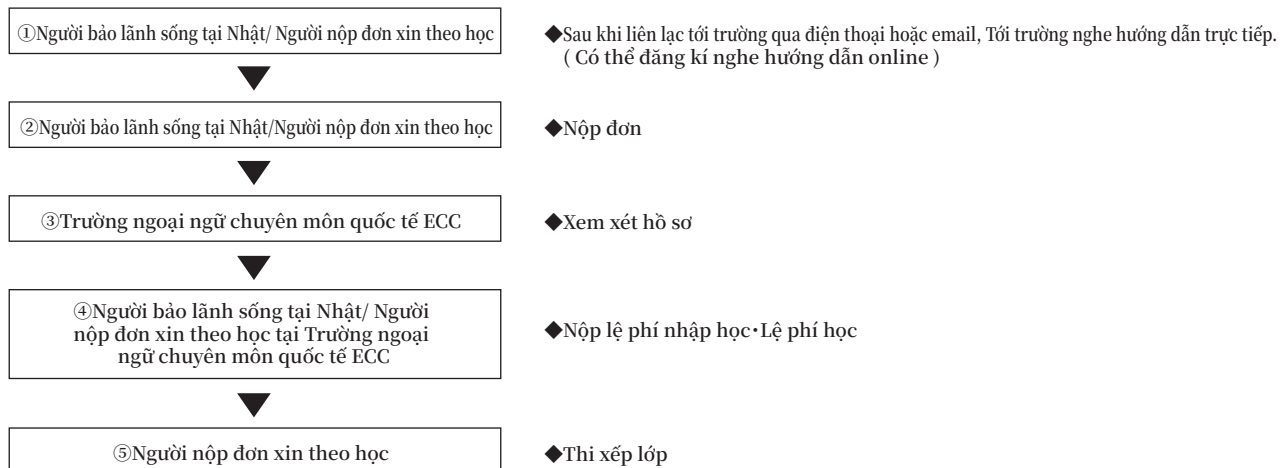 ①Người bảo lãnh sống tại Nhật/ Người nộp đơn xin theo học
◆Sau khi liên lạc tới trường qua điện thoại hoặc email, Tới trường nghe hướng dẫn trực tiếp.
( Có thể đăng kí nghe hướng dẫn online )
②Người bảo lãnh sống tại Nhật/Người nộp đơn xin theo học
◆Nộp đơn
③Trường ngoại ngữ chuyên môn quốc tế ECC
◆Xem xét hồ sơ
④Người bảo lãnh sống tại Nhật/ Người
nộp đơn xin theo học tại Trường ngoại
ngữ chuyên môn quốc tế ECC
◆Nộp lệ phí nhập học・Lệ phí học
⑤Người nộp đơn xin theo học
◆Thi xếp lớp